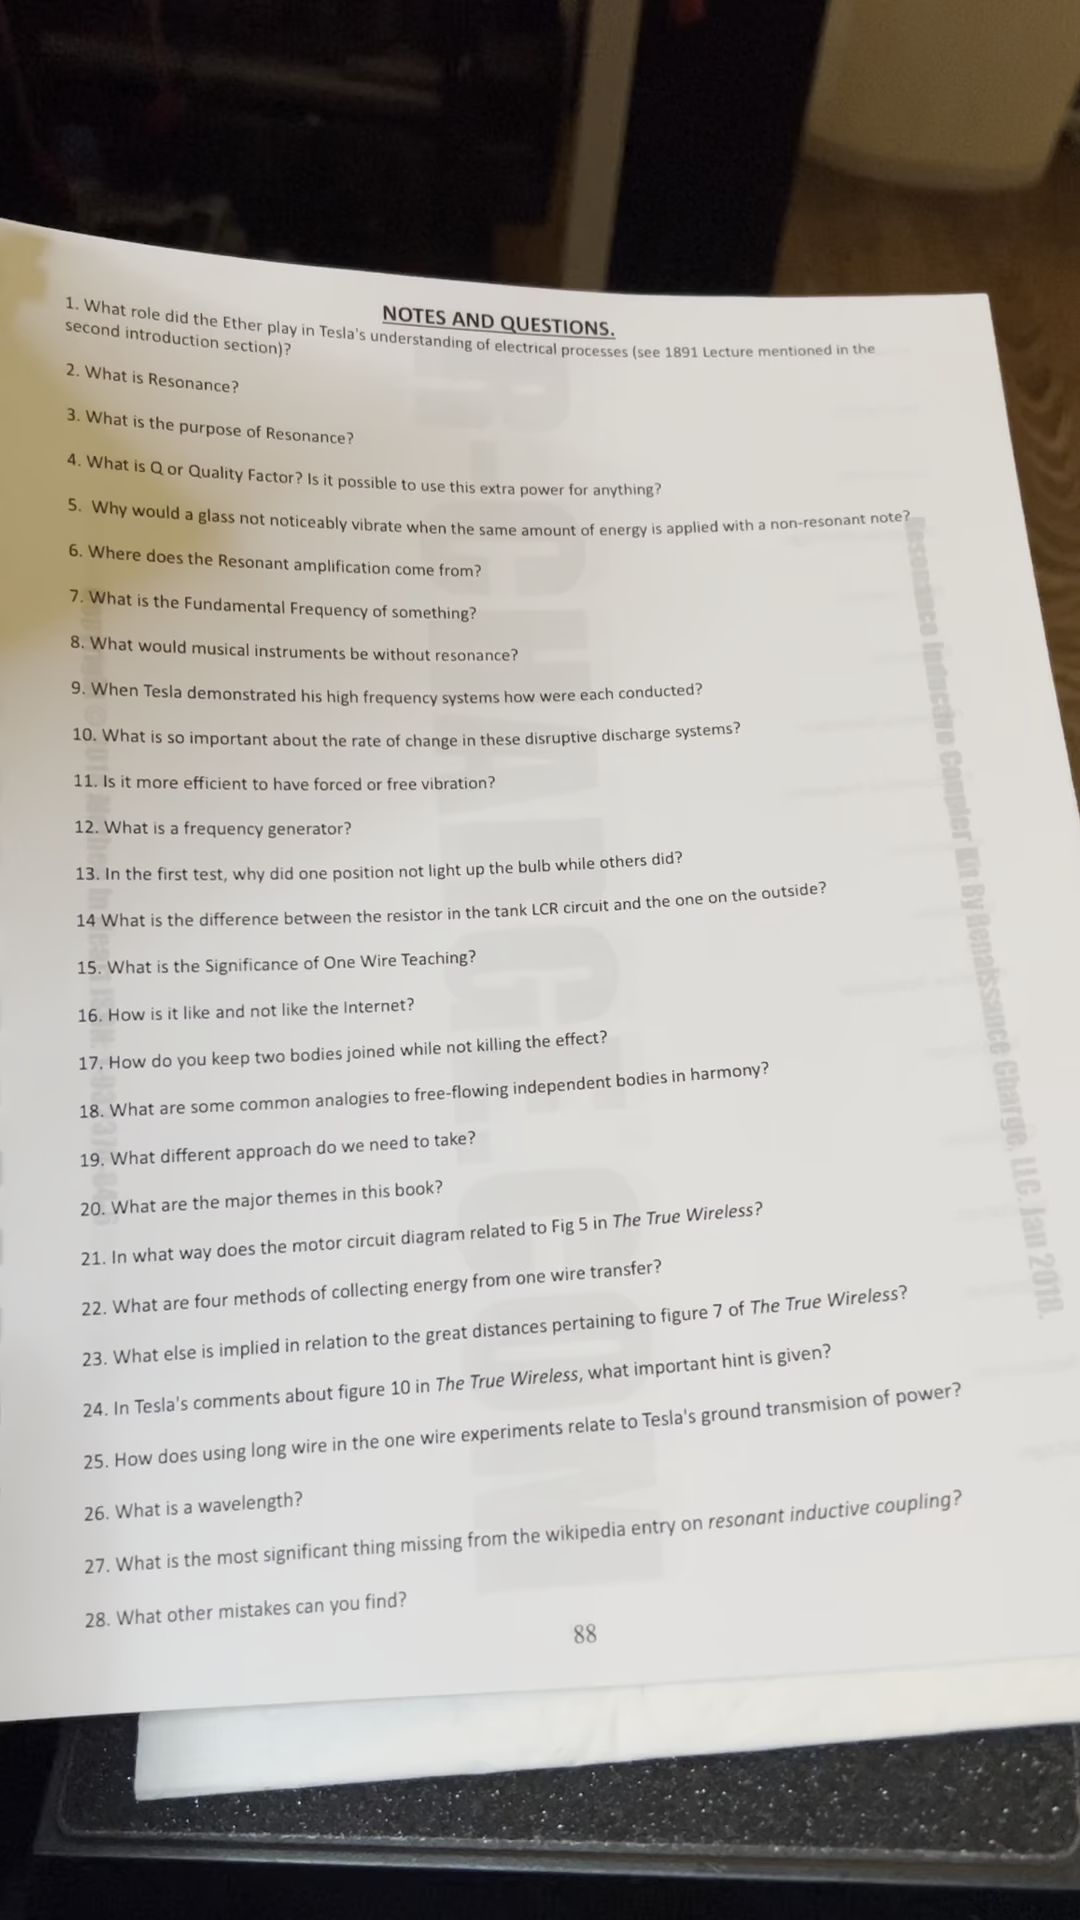 NOTES AND QUESTIONS.
1. What role did the Ether play in Tesla's understanding of electrical processes (see 1891 Lecture mentioned in the
second introduction section)?
2. What is Resonance?
3. What is the purpose of Resonance?
4. What is Q or Quality Factor? Is it possible to use this extra power for anything?
5. Why would a glass not noticeably vibrate when the same amount of energy is applied with a non-resonant note?
6. Where does the Resonant amplification come from?
7. What is the Fundamental Frequency of something?
8. What would musical instruments be without resonance?
9. When Tesla demonstrated his high frequency systems how were each conducted?
10. What is so important about the rate of change in these disruptive discharge systems?
11. Is it more efficient to have forced or free vibration?
12. What is a frequency generator?
13. In the first test, why did one position not light up the bulb while others did?
14 What is the difference between the resistor in the tank LCR circuit and the one on the outside?
15. What is the Significance of One Wire Teaching?
16. How is it like and not like the Internet?
17. How do you keep two bodies joined while not killing the effect?
18. What are some common analogies to free-flowing independent bodies in harmony?
19. What different approach do we need to take?
20. What are the major themes in this book?
21. In what way does the motor circuit diagram related to Fig 5 in The True Wireless?
22. What are four methods of collecting energy from one wire transfer?
23. What else is implied in relation to the great distances pertaining to figure 7 of The True Wireless?
24. In Tesla's comments about figure 10 in The True Wireless, what important hint is given?
25. How does using long wire in the one wire experiments relate to Tesla's ground transmision of power?
26. What is a wavelength?
27. What is the most significant thing missing from the wikipedia entry on resonant inductive coupling?
28. What other mistakes can you find?
88
R-CHARGE.COM
Resonance Inductive Coupler Kit By Renaissance Charge, LLC. Jan 2018.